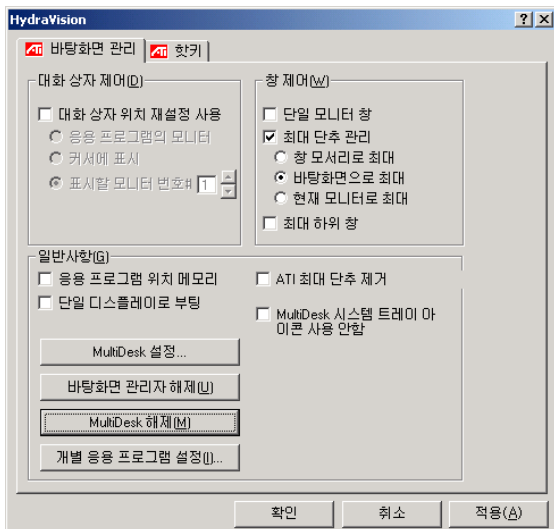 HydraVision
ATI 바탕화면 관리
ATI 핫키
대화 상자 제어(D)
대화 상자 위치 재설정 사용
응용 프로그램의 모니터
커서에 표시
표시할 모니터 번호# 1
창 제어(W)
단일 모니터 창
최대 단추 관리
창 모서리로 최대
바탕화면으로 최대
현재 모니터로 최대
최대 하위 창
일반사항(G)
응용 프로그램 위치 메모리
단일 디스플레이로 부팅
ATI 최대 단추 제거
MultiDesk 시스템 트레이 아
이콘 사용 안함
MultiDesk 설정...
바탕화면 관리자 해제(U)
MultiDesk 해제(M)
개별 응용 프로그램 설정(I)...
확인
취소
적용(A)